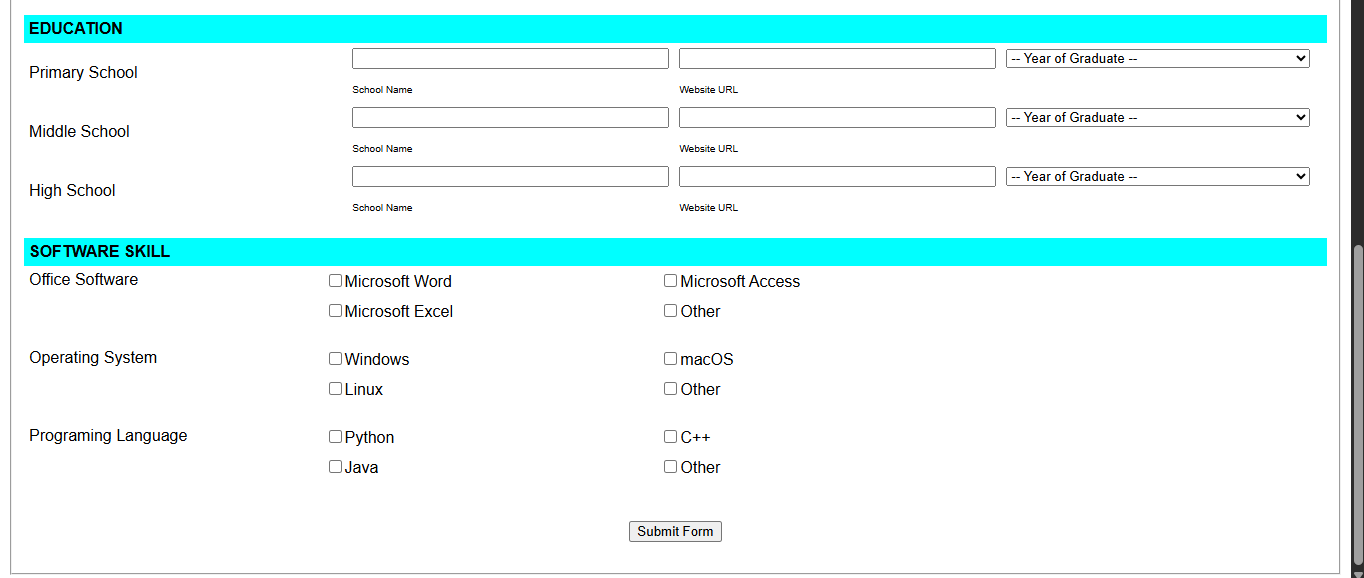 EDUCATION
Primary School
-- Year of Graduate --
School Name
Website URL
Middle School
-- Year of Graduate --
School Name
Website URL
High School
-- Year of Graduate --
School Name
Website URL
SOFTWARE SKILL
Office Software
Microsoft Word
Microsoft Access
Microsoft Excel
Other
Operating System
Windows
macOS
Linux
Other
Programing Language
Python
C++
Java
Other
Submit Form